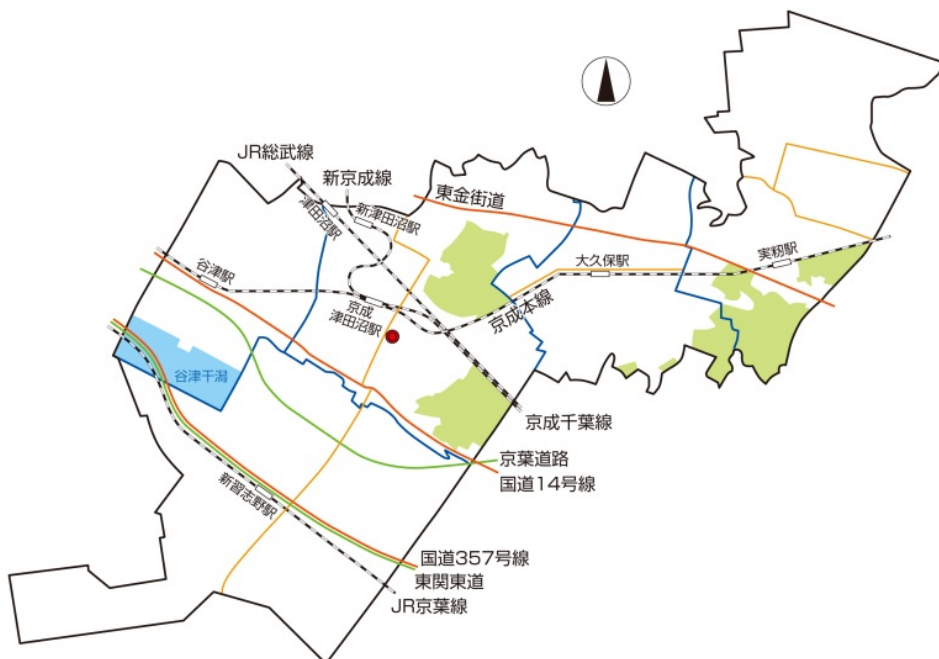 JR総武線
新京成線
東金街道
津田沼駅
新津田沼駅
谷津駅
大久保駅
実籾駅
京成
津田沼駅
京成本線
谷津干潟
京成千葉線
京葉道路
国道14号線
新習志野駅
国道357号線
東関東道
JR京葉線